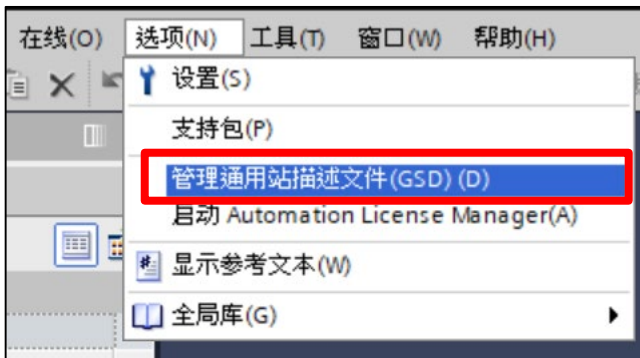 在线(O) 选项(N) 工具(T) 窗口(W) 帮助(H)
设置(S)
支持包(P)
管理通用站描述文件(GSD) (D)
启动 Automation License Manager(A)
显示参考文本(W)
全局库(G)